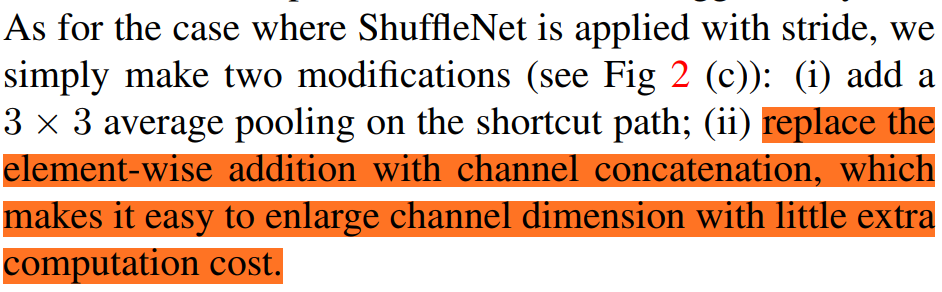 As for the case where ShuffleNet is applied with stride, we
simply make two modifications (see Fig 2 (c)): (i) add a
3 × 3 average pooling on the shortcut path; (ii) replace the
element-wise addition with channel concatenation, which
makes it easy to enlarge channel dimension with little extra
computation cost.